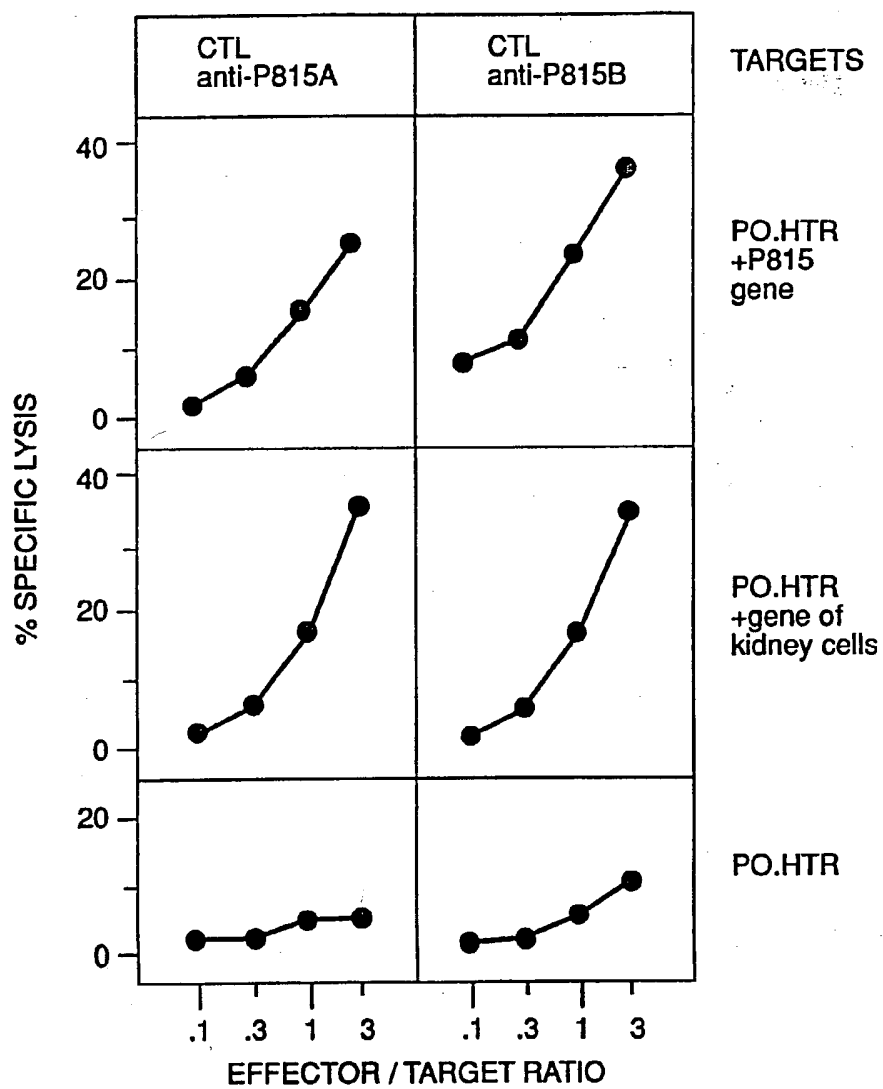 CTL
anti-P815A
CTL
anti-P815B
TARGETS
40
20
0
PO.HTR
+P815
gene
% SPECIFIC LYSIS
40
20
0
PO.HTR
+gene of
kidney cells
20
0
PO.HTR
.1 .3 1 3 .1 .3 1 3
EFFECTOR / TARGET RATIO